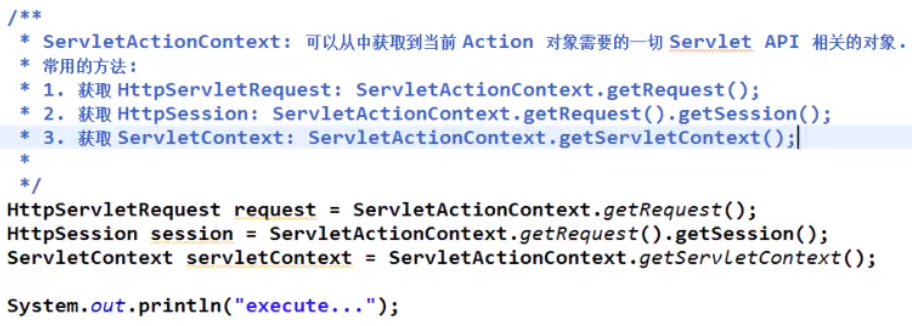 /**
 * ServletActionContext: 可以从中获取到当前 Action 对象需要的一切 Servlet API 相关的对象.
 * 常用的方法:
 * 1. 获取 HttpServletRequest: ServletActionContext.getRequest();
 * 2. 获取 HttpSession: ServletActionContext.getRequest().getSession();
 * 3. 获取 ServletContext: ServletActionContext.getServletContext();
 *
 */
HttpServletRequest request = ServletActionContext.getRequest();
HttpSession session = ServletActionContext.getRequest().getSession();
ServletContext servletContext = ServletActionContext.getServletContext();
System.out.println("execute...");